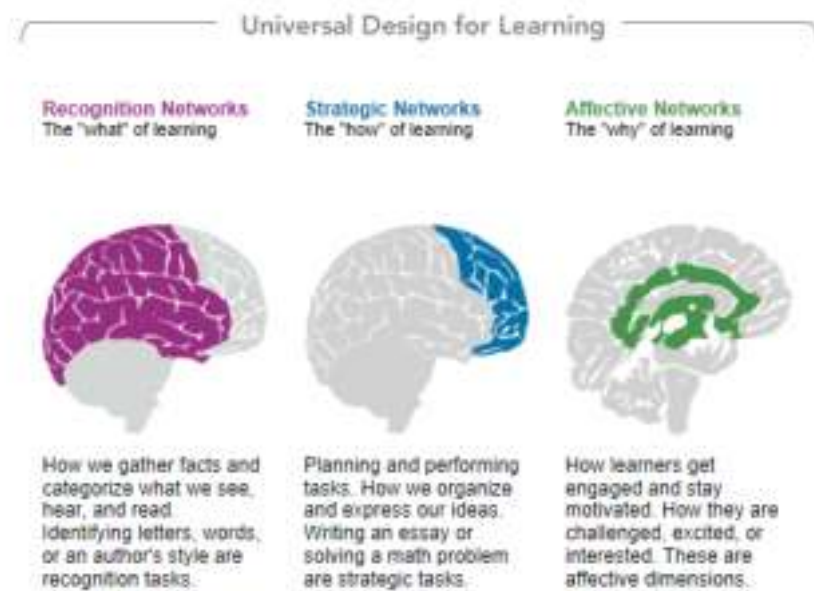 Universal Design for Learning
Recognition Networks
The "what" of learning
How we gather facts and
categorize what we see,
hear, and read.
Identifying letters, words,
or an author's style are
recognition tasks.
Strategic Networks
The "how" of learning
Planning and performing
tasks. How we organize
and express our ideas.
Writing an essay or
solving a math problem
are strategic tasks.
Affective Networks
The "why" of learning
How learners get
engaged and stay
motivated. How they are
challenged, excited, or
interested. These are
affective dimensions.